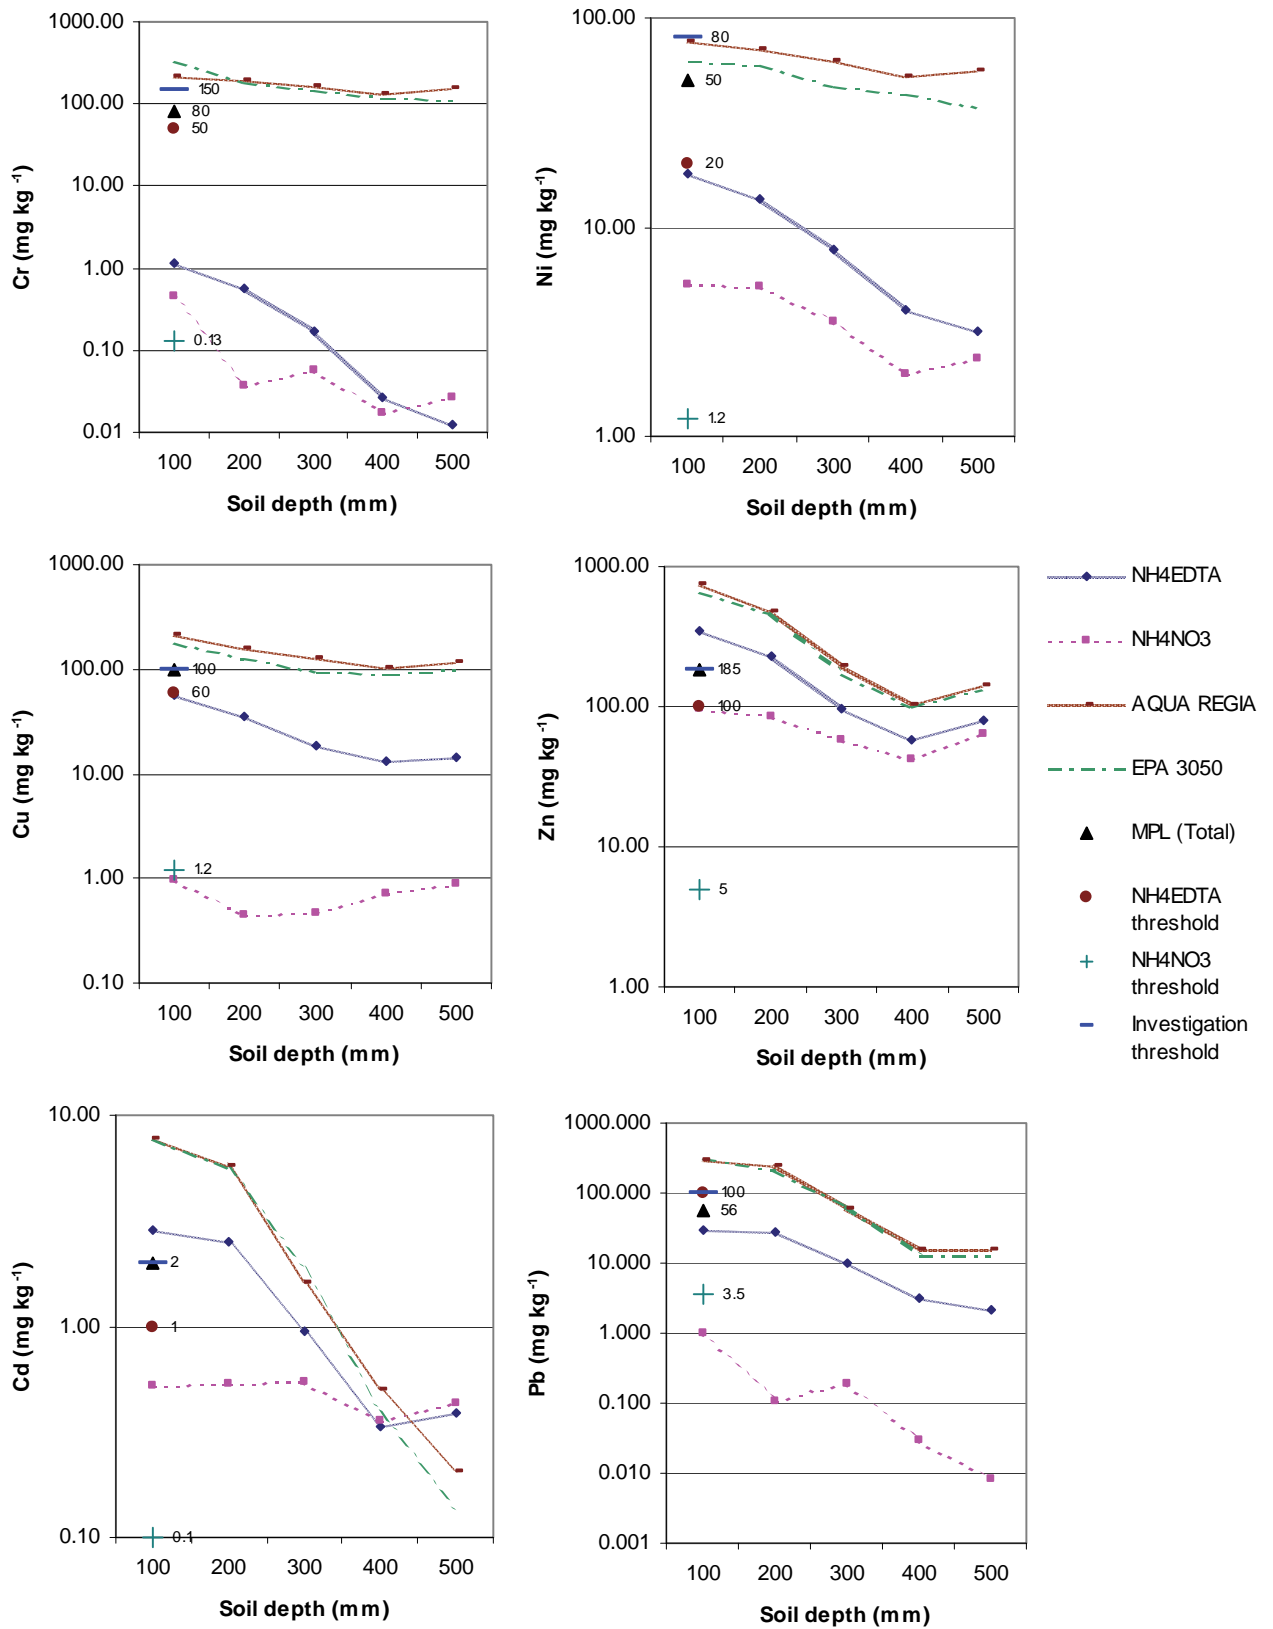 1000.00
100.00
10.00
1.00
0.10
0.01
Cr (mg kg-1)
150
80
50
0.13
100 200 300 400 500
Soil depth (mm)
100.00
10.00
1.00
Ni (mg kg-1)
80
50
20
1.2
100 200 300 400 500
Soil depth (mm)
1000.00
100.00
10.00
1.00
0.10
Cu (mg kg-1)
100
60
1.2
100 200 300 400 500
Soil depth (mm)
1000.00
100.00
10.00
1.00
Zn (mg kg-1)
185
100
5
100 200 300 400 500
Soil depth (mm)
NH4EDTA
NH4NO3
AQUA REGIA
EPA 3050
MPL (Total)
NH4EDTA
threshold
NH4NO3
threshold
Investigation
threshold
10.00
1.00
0.10
Cd (mg kg-1)
2
1
0.1
100 200 300 400 500
Soil depth (mm)
1000.000
100.000
10.000
1.000
0.100
0.010
0.001
Pb (mg kg-1)
100
56
3.5
100 200 300 400 500
Soil depth (mm)